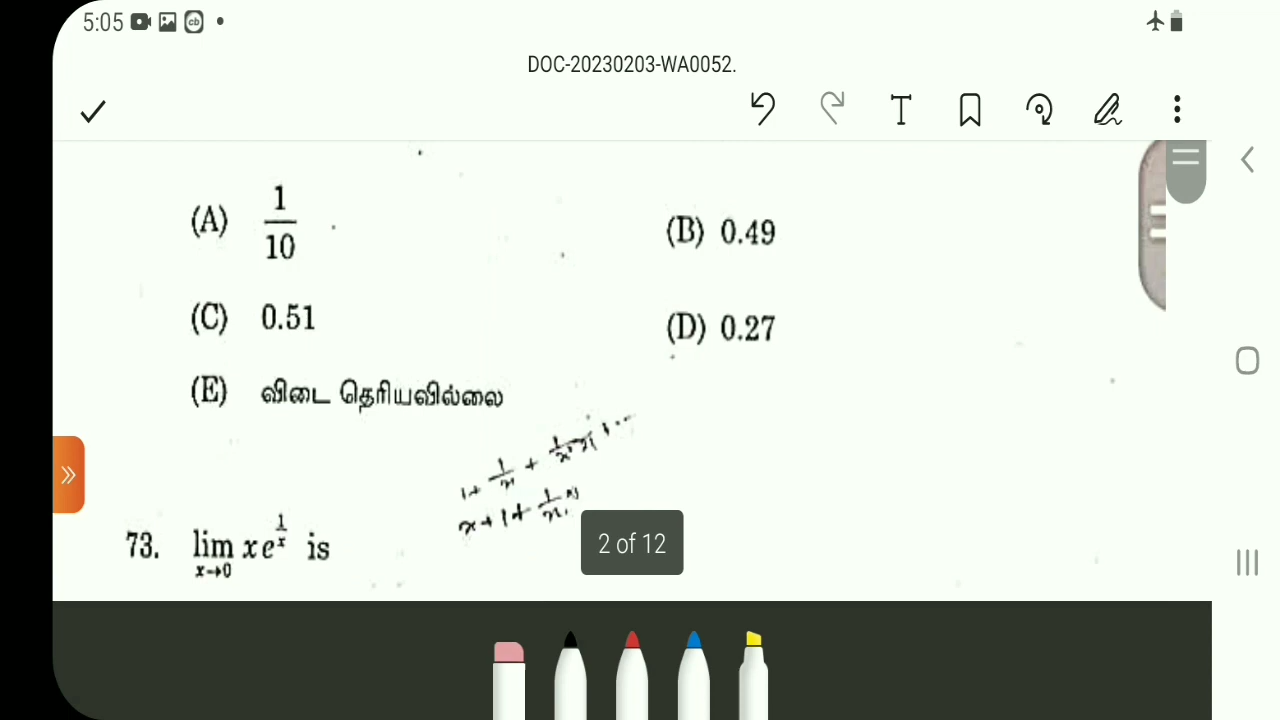 5:05
DOC-20230203-WA0052.
T
(A) 1/10
(B) 0.49
(C) 0.51
(D) 0.27
(E) விடை தெரியவில்லை
x+1+
2 of 12
73. lim x→0 x e^(1/x) is